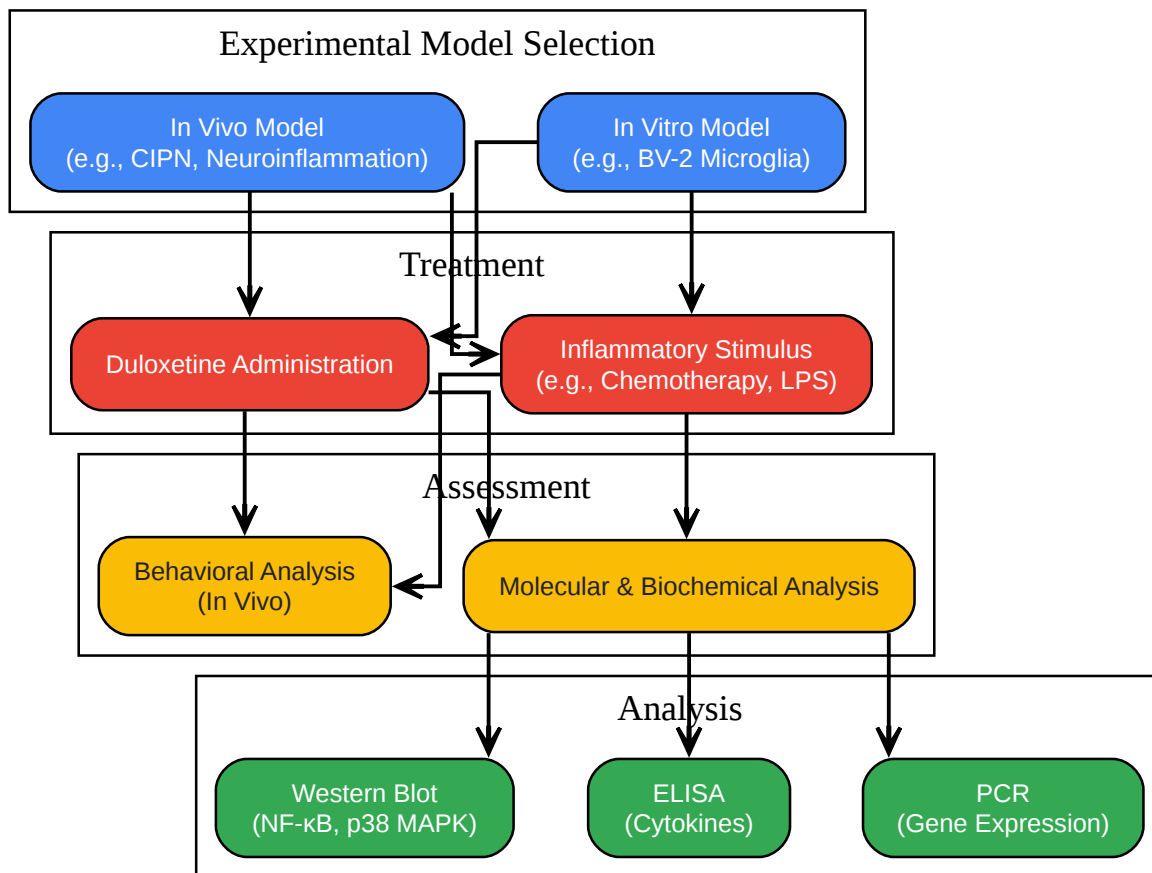 Experimental Model Selection
In Vivo Model
(e.g., CIPN, Neuroinflammation)
In Vitro Model
(e.g., BV-2 Microglia)
Treatment
Duloxetine Administration
Inflammatory Stimulus
(e.g., Chemotherapy, LPS)
Assessment
Behavioral Analysis
(In Vivo)
Molecular & Biochemical Analysis
Analysis
Western Blot
(NF-κB, p38 MAPK)
ELISA
(Cytokines)
PCR
(Gene Expression)